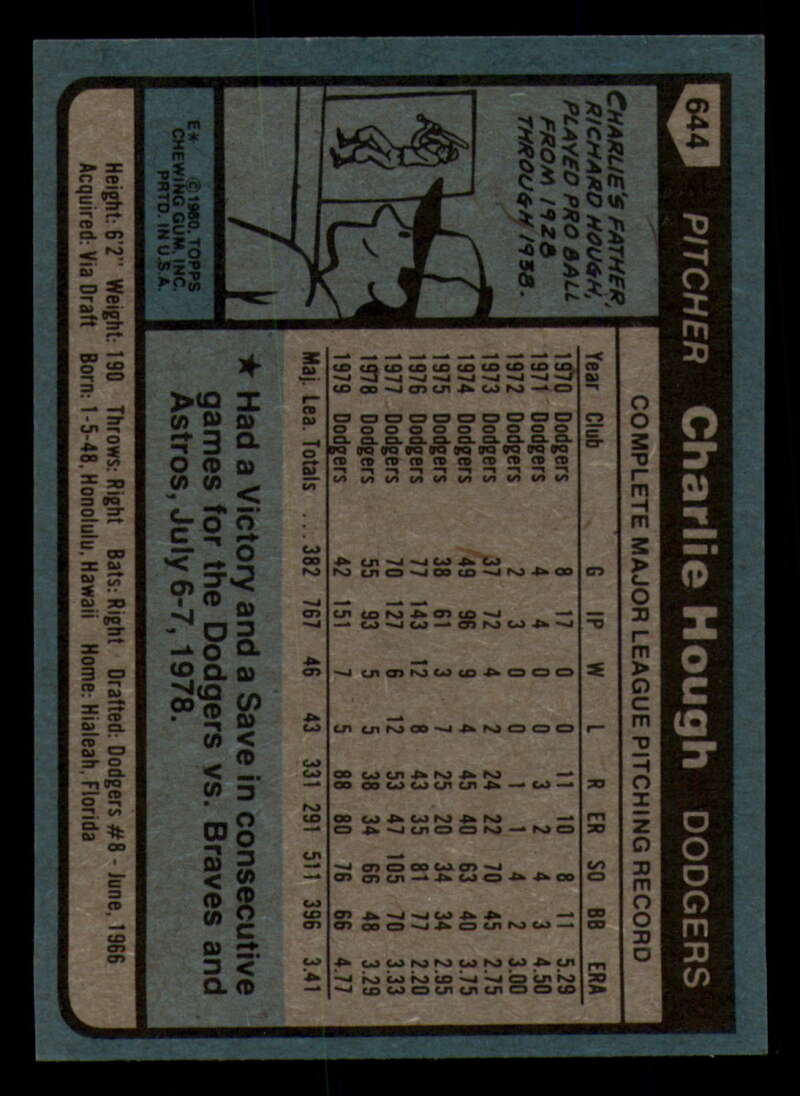 644 PITCHER Charlie Hough DODGERS
CHARLIE'S FATHER,
RICHARD HOUGH,
PLAYED PRO BALL
FROM 1928
THROUGH 1938.
E* ©1980, TOPPS
CHEWING GUM, INC.
PRTD. IN U.S.A.
COMPLETE MAJOR LEAGUE PITCHING RECORD
Year Club G IP W L R ER SO BB ERA
1970 Dodgers 8 17 0 0 11 10 8 11 5.29
1971 Dodgers 4 4 0 0 3 2 4 3 4.50
1972 Dodgers 2 3 0 0 1 1 4 2 3.00
1973 Dodgers 37 72 4 2 24 22 70 45 2.75
1974 Dodgers 49 96 9 4 45 40 63 40 3.75
1975 Dodgers 38 61 3 7 25 20 34 34 2.95
1976 Dodgers 77 143 12 8 43 35 81 77 2.20
1977 Dodgers 70 127 6 12 53 47 105 70 3.33
1978 Dodgers 55 93 5 5 38 34 66 48 3.29
1979 Dodgers 42 151 7 5 88 80 76 66 4.77
Maj. Lea. Totals ... 382 767 46 43 331 291 511 396 3.41
★ Had a Victory and a Save in consecutive
games for the Dodgers vs. Braves and
Astros, July 6-7, 1978.
Height: 6'2" Weight: 190 Throws: Right Bats: Right Drafted: Dodgers #8 - June, 1966
Acquired: Via Draft Born: 1-5-48, Honolulu, Hawaii Home: Hialeah, Florida